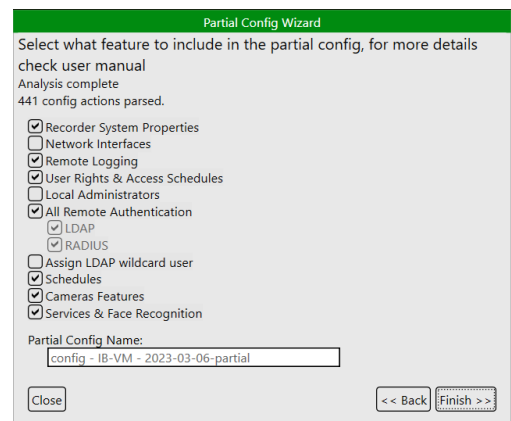 Partial Config Wizard
Select what feature to include in the partial config, for more details
check user manual
Analysis complete
441 config actions parsed.
Recorder System Properties
Network Interfaces
Remote Logging
User Rights & Access Schedules
Local Administrators
All Remote Authentication
LDAP
RADIUS
Assign LDAP wildcard user
Schedules
Cameras Features
Services & Face Recognition
Partial Config Name:
config - IB-VM - 2023-03-06-partial
Close << Back Finish >>